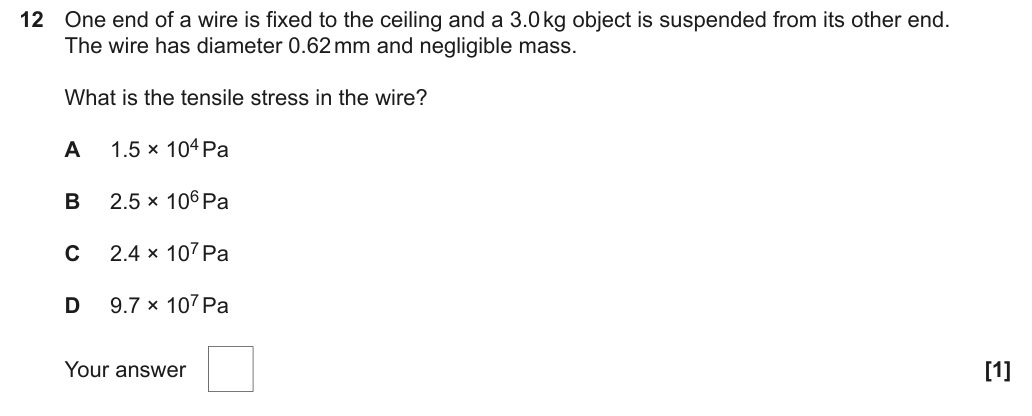 12 One end of a wire is fixed to the ceiling and a 3.0 kg object is suspended from its other end.
The wire has diameter 0.62 mm and negligible mass.
What is the tensile stress in the wire?
A 1.5 × 10⁴ Pa
B 2.5 × 10⁶ Pa
C 2.4 × 10⁷ Pa
D 9.7 × 10⁷ Pa
Your answer [1]